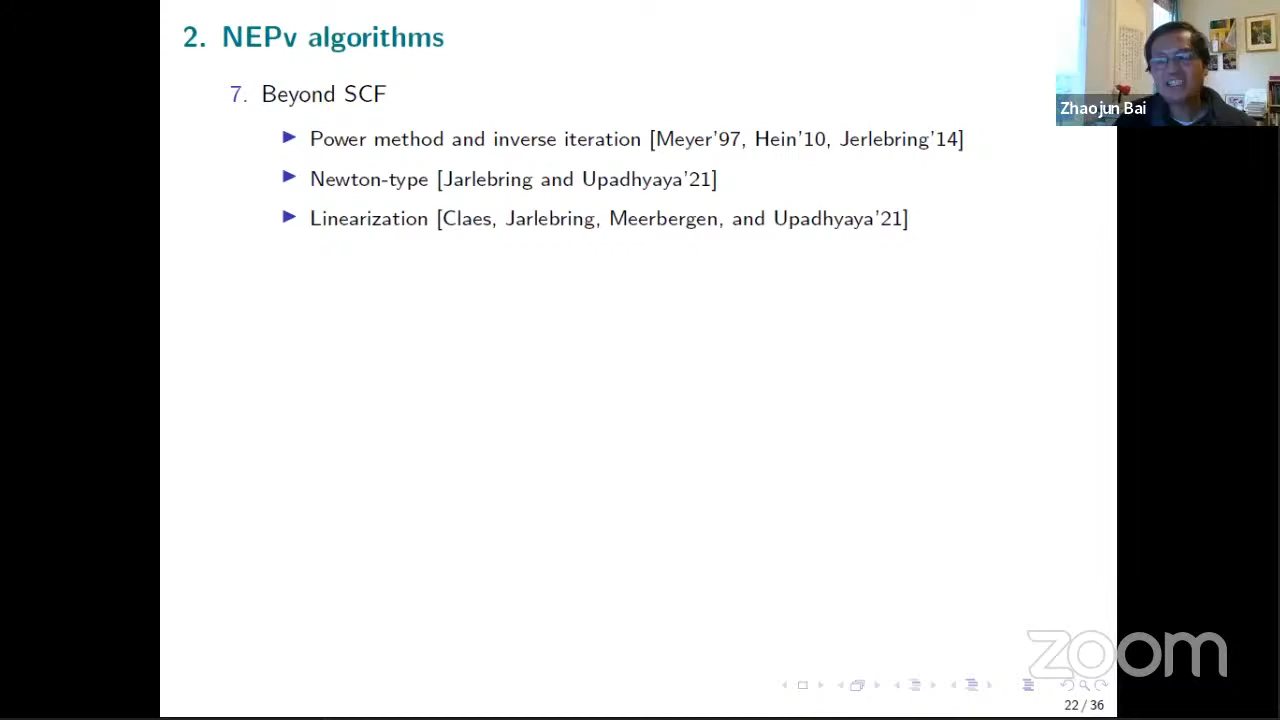 2. NEPv algorithms
7. Beyond SCF
Power method and inverse iteration [Meyer'97, Hein'10, Jerlebring'14]
Newton-type [Jarlebring and Upadhyaya'21]
Linearization [Claes, Jarlebring, Meerbergen, and Upadhyaya'21]
Zhaojun Bai
zoom
22 / 36